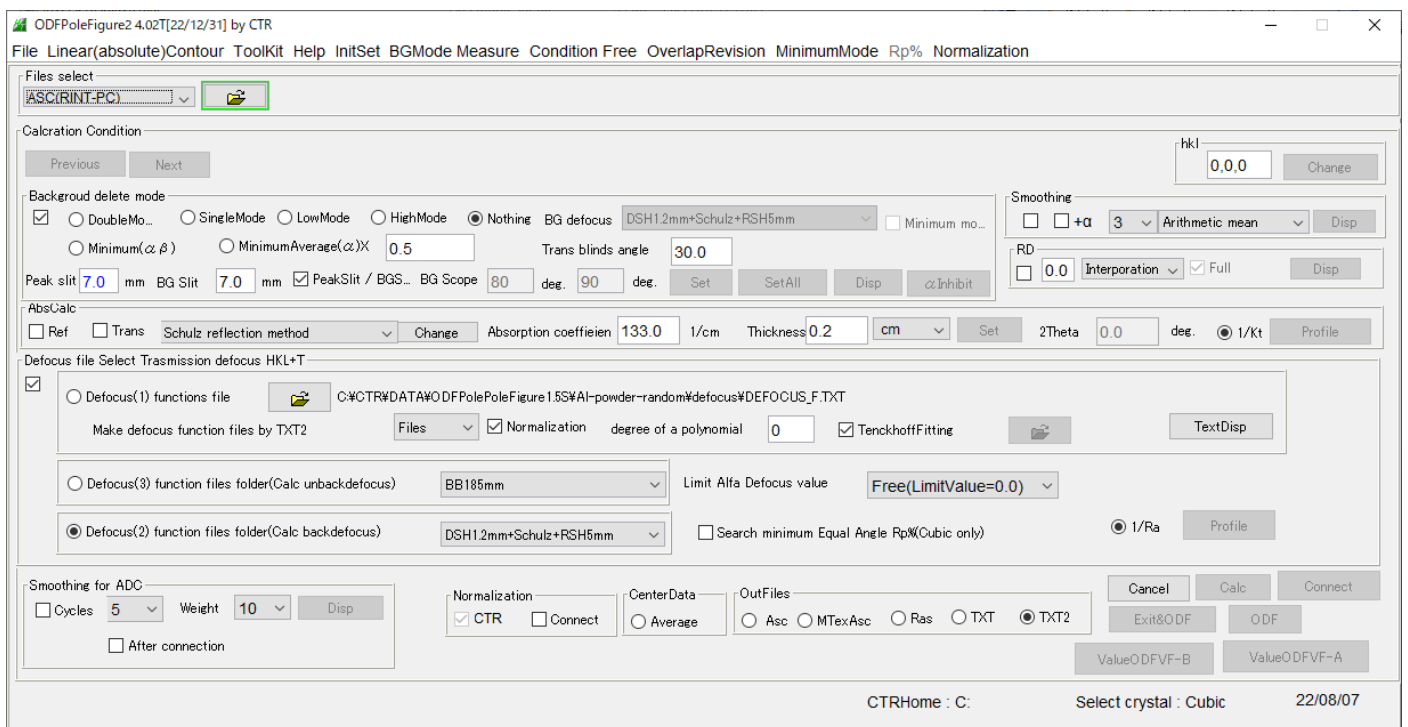 ODFPoleFigure2 4.02T[22/12/31] by CTR
File Linear(absolute)Contour ToolKit Help InitSet BGMode Measure Condition Free OverlapRevision MinimumMode Rp% Normalization
Files select
ASC(RINT-PC)
Calcration Condition
Previous Next
hkl
0,0,0 Change
Backgroud delete mode
DoubleMo... SingleMode LowMode HighMode Nothing BG defocus DSH1.2mm+Schulz+RSH5mm Minimum mo...
Minimum(αβ) MinimumAverage(α)X 0.5 Trans blinds angle 30.0
Peak slit 7.0 mm BG Slit 7.0 mm PeakSlit / BGS... BG Scope 80 deg. 90 deg. Set SetAll Disp αInhibit
Smoothing
+α 3 Arithmetic mean Disp
RD
0.0 Interporation Full Disp
AbsCalc
Ref Trans Schulz reflection method Change Absorption coeffieien 133.0 1/cm Thickness 0.2 cm Set 2Theta 0.0 deg. 1/Kt Profile
Defocus file Select Trasmission defocus HKL+T
Defocus(1) functions file C:¥CTR¥DATA¥ODFPolePoleFigure1.5S¥Al-powder-random¥defocus¥DEFOCUS_F.TXT
Make defocus function files by TXT2 Files Normalization degree of a polynomial 0 TenckhoffFitting TextDisp
Defocus(3) function files folder(Calc unbackdefocus) BB185mm Limit Alfa Defocus value Free(LimitValue=0.0)
Defocus(2) function files folder(Calc backdefocus) DSH1.2mm+Schulz+RSH5mm Search minimum Equal Angle Rp%(Cubic only) 1/Ra Profile
Smoothing for ADC
Cycles 5 Weight 10 Disp
After connection
Normalization
CTR Connect
CenterData
Average
OutFiles
Asc MTexAsc Ras TXT TXT2
Cancel Calc Connect
Exit&ODF ODF
ValueODFVF-B ValueODFVF-A
CTRHome : C: Select crystal : Cubic 22/08/07